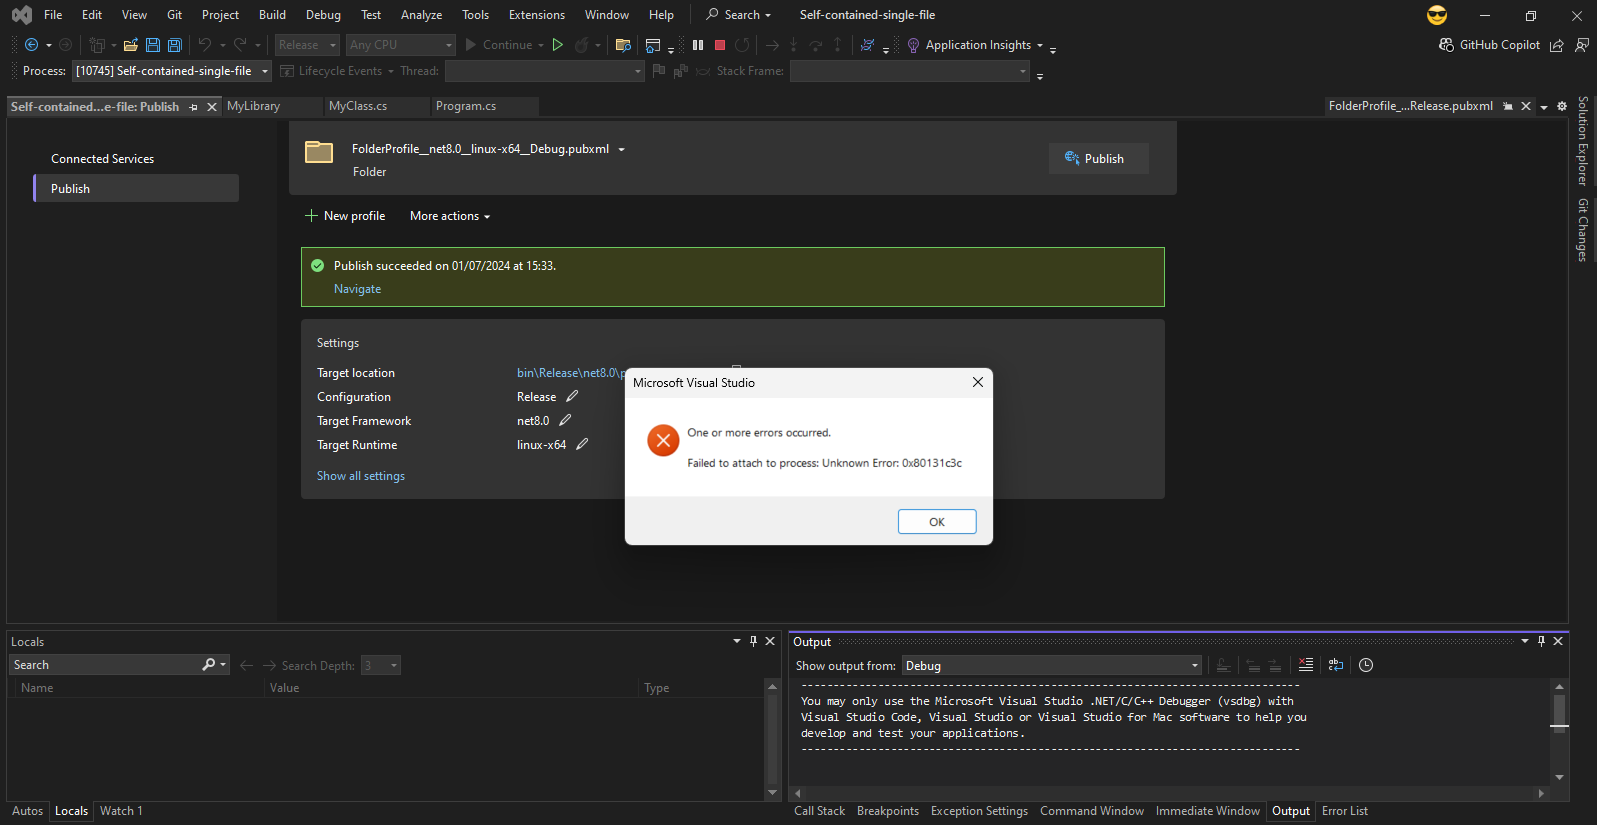 File Edit View Git Project Build Debug Test Analyze Tools Extensions Window Help Search Self-contained-single-file
Release Any CPU Continue Application Insights GitHub Copilot
Process: [10745] Self-contained-single-file Lifecycle Events Thread: Stack Frame:
Self-contained...e-file: Publish MyLibrary MyClass.cs Program.cs FolderProfile_...Release.pubxml
Solution Explorer
Git Changes
Connected Services
Publish
FolderProfile__net8.0__linux-x64__Debug.pubxml
Folder
Publish
New profile More actions
Publish succeeded on 01/07/2024 at 15:33.
Navigate
Settings
Target location bin\Release\net8.0\p
Configuration Release
Target Framework net8.0
Target Runtime linux-x64
Show all settings
Microsoft Visual Studio
One or more errors occurred.
Failed to attach to process: Unknown Error: 0x80131c3c
OK
Locals
Search Search Depth: 3
Name Value Type
Autos Locals Watch 1
Output
Show output from: Debug
-------------------------------------------------------------------
You may only use the Microsoft Visual Studio .NET/C/C++ Debugger (vsdbg) with
Visual Studio Code, Visual Studio or Visual Studio for Mac software to help you
develop and test your applications.
-------------------------------------------------------------------
Call Stack Breakpoints Exception Settings Command Window Immediate Window Output Error List